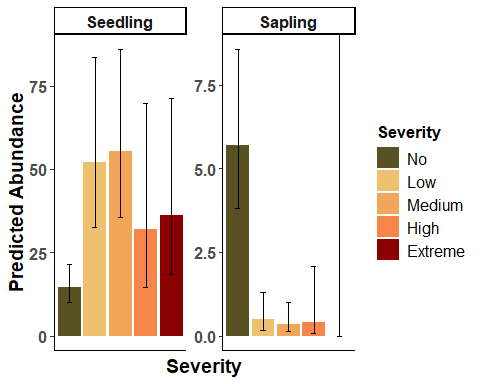 Seedling
Sapling
Predicted Abundance
75
50
25
0
7.5
5.0
2.5
0.0
Severity
Severity
No
Low
Medium
High
Extreme